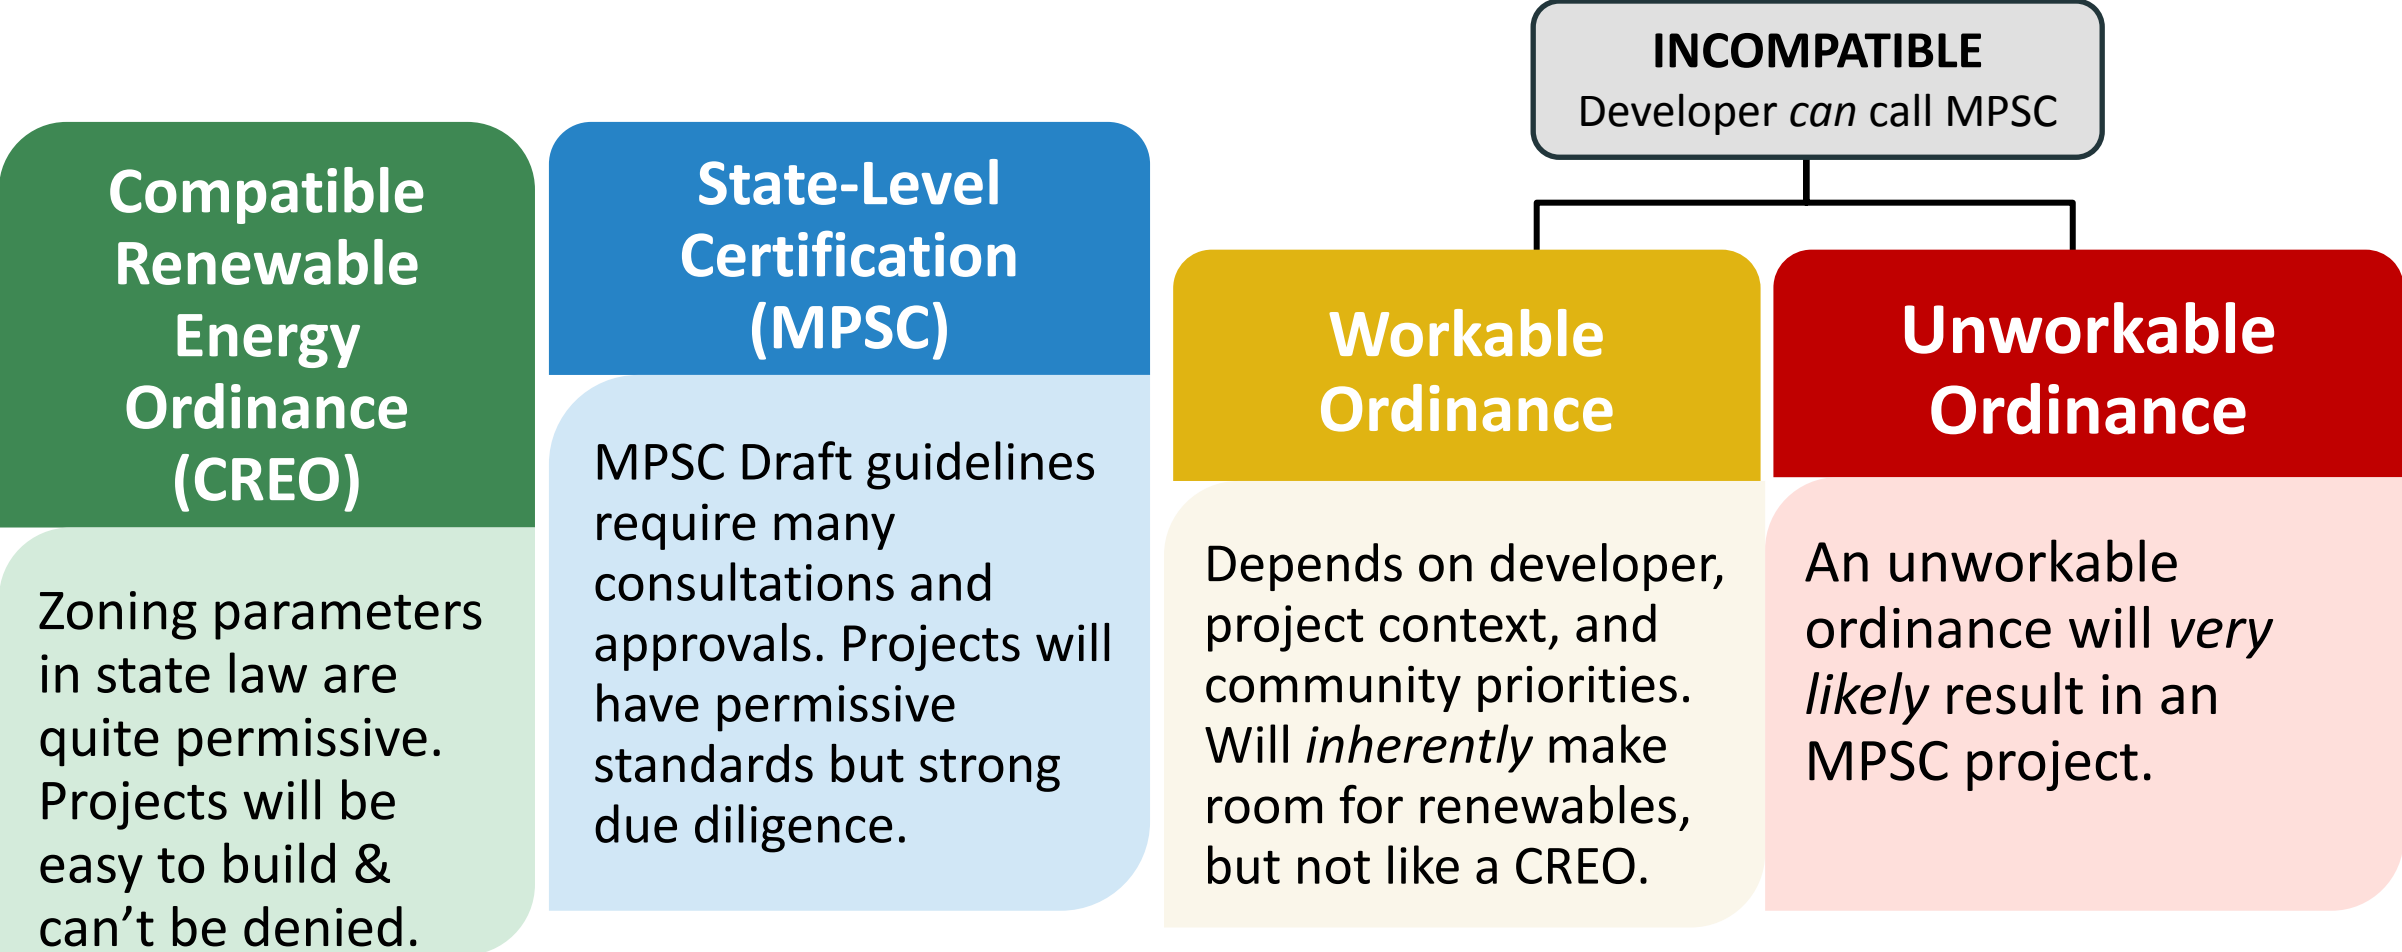 Compatible
Renewable
Energy
Ordinance
(CREO)
Zoning parameters
in state law are
quite permissive.
Projects will be
easy to build &
can’t be denied.
State-Level
Certification
(MPSC)
MPSC Draft guidelines
require many
consultations and
approvals. Projects will
have permissive
standards but strong
due diligence.
INCOMPATIBLE
Developer can call MPSC
Workable
Ordinance
Depends on developer,
project context, and
community priorities.
Will inherently make
room for renewables,
but not like a CREO.
Unworkable
Ordinance
An unworkable
ordinance will very
likely result in an
MPSC project.